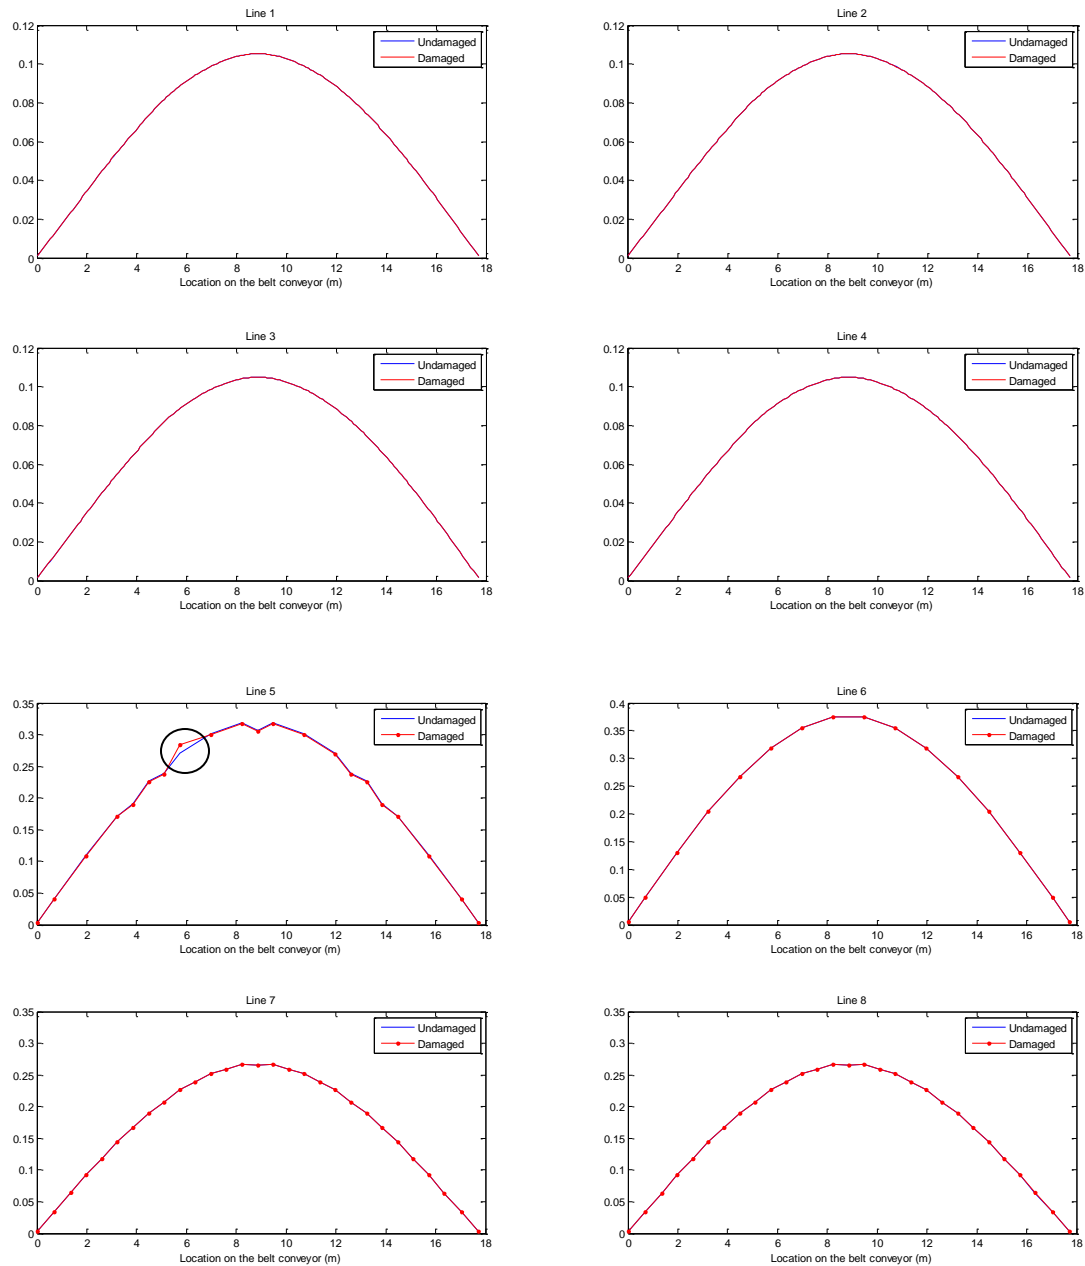 Line 1
0.12
0.1
0.08
0.06
0.04
0.02
0
0 2 4 6 8 10 12 14 16 18
Location on the belt conveyor (m)
Undamaged
Damaged
Line 2
0.12
0.1
0.08
0.06
0.04
0.02
0
0 2 4 6 8 10 12 14 16 18
Location on the belt conveyor (m)
Undamaged
Damaged
Line 3
0.12
0.1
0.08
0.06
0.04
0.02
0
0 2 4 6 8 10 12 14 16 18
Location on the belt conveyor (m)
Undamaged
Damaged
Line 4
0.12
0.1
0.08
0.06
0.04
0.02
0
0 2 4 6 8 10 12 14 16 18
Location on the belt conveyor (m)
Undamaged
Damaged
Line 5
0.35
0.3
0.25
0.2
0.15
0.1
0.05
0
0 2 4 6 8 10 12 14 16 18
Location on the belt conveyor (m)
Undamaged
Damaged
Line 6
0.4
0.35
0.3
0.25
0.2
0.15
0.1
0.05
0
0 2 4 6 8 10 12 14 16 18
Location on the belt conveyor (m)
Undamaged
Damaged
Line 7
0.35
0.3
0.25
0.2
0.15
0.1
0.05
0
0 2 4 6 8 10 12 14 16 18
Location on the belt conveyor (m)
Undamaged
Damaged
Line 8
0.35
0.3
0.25
0.2
0.15
0.1
0.05
0
0 2 4 6 8 10 12 14 16 18
Location on the belt conveyor (m)
Undamaged
Damaged